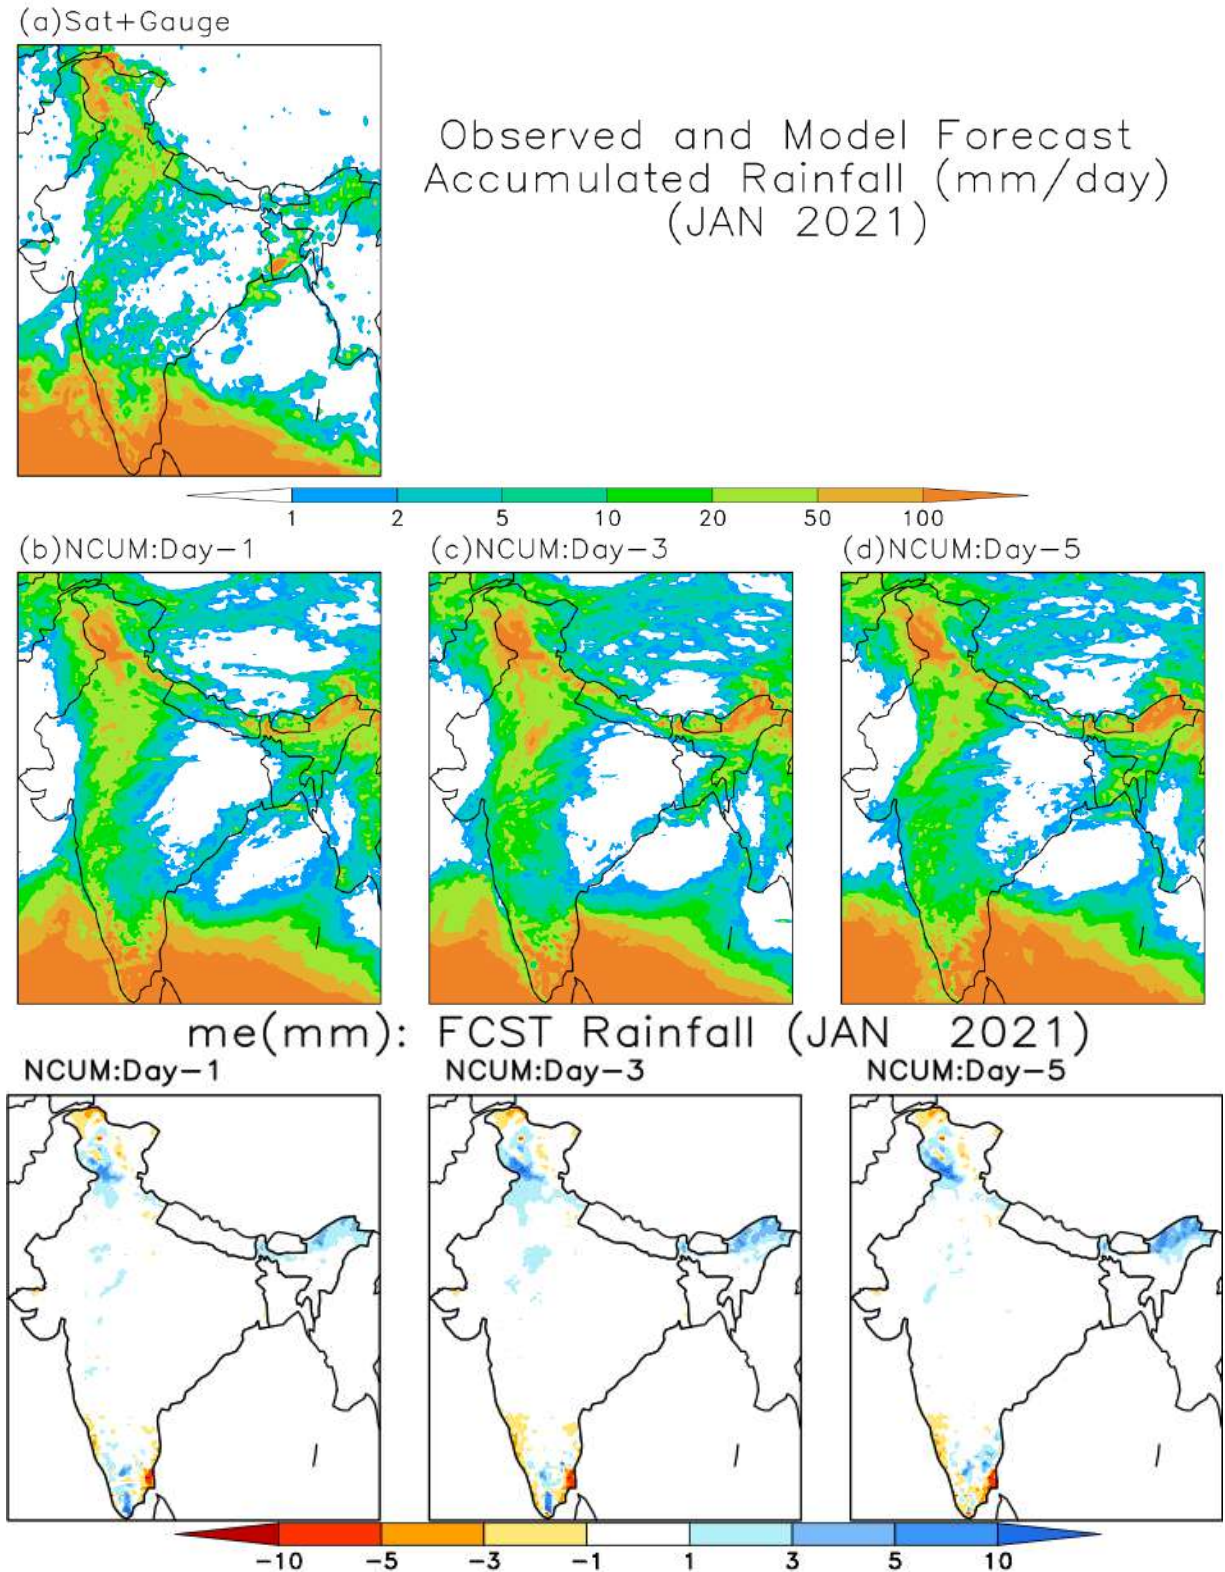 (a)Sat+Gauge
Observed and Model Forecast
Accumulated Rainfall (mm/day)
(JAN 2021)
1 2 5 10 20 50 100
(b)NCUM:Day-1 (c)NCUM:Day-3 (d)NCUM:Day-5
me(mm): FCST Rainfall (JAN 2021)
NCUM:Day-1 NCUM:Day-3 NCUM:Day-5
-10 -5 -3 -1 1 3 5 10